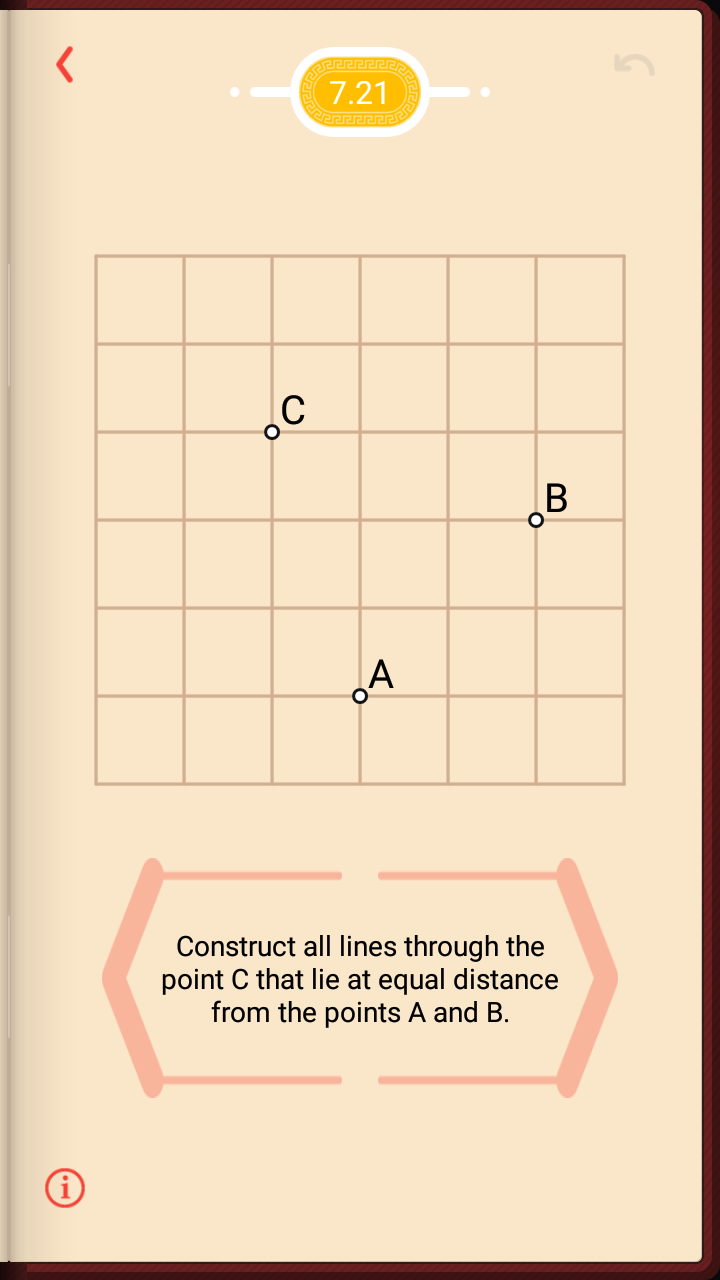 7.21
C
B
A
Construct all lines through the
point C that lie at equal distance
from the points A and B.
i